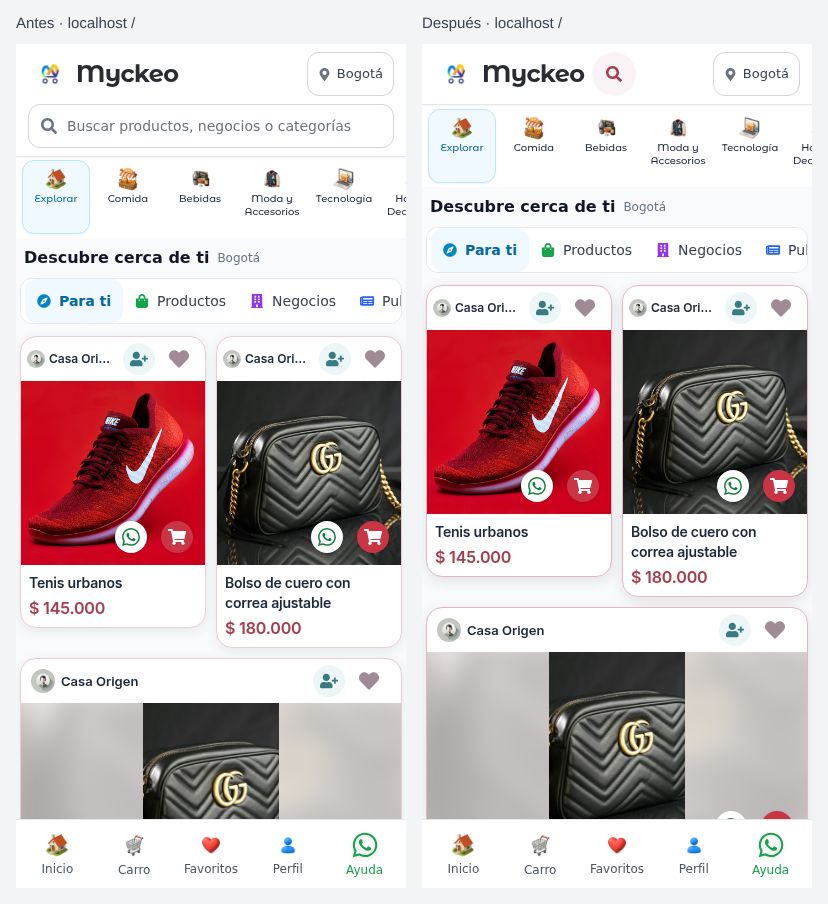 Antes · localhost /
Myckeo
Bogotá
Buscar productos, negocios o categorías
Explorar
Comida
Bebidas
Moda y
Accesorios
Tecnología
Descubre cerca de ti Bogotá
Para ti
Productos
Negocios
Casa Ori...
Casa Ori...
NIKE
Tenis urbanos
$ 145.000
Bolso de cuero con
correa ajustable
$ 180.000
Casa Origen
Inicio
Carro
Favoritos
Perfil
Ayuda
Después · localhost /
Myckeo
Bogotá
Explorar
Comida
Bebidas
Moda y
Accesorios
Tecnología
Descubre cerca de ti Bogotá
Para ti
Productos
Negocios
Casa Ori...
Casa Ori...
NIKE
Tenis urbanos
$ 145.000
Bolso de cuero con
correa ajustable
$ 180.000
Casa Origen
Inicio
Carro
Favoritos
Perfil
Ayuda